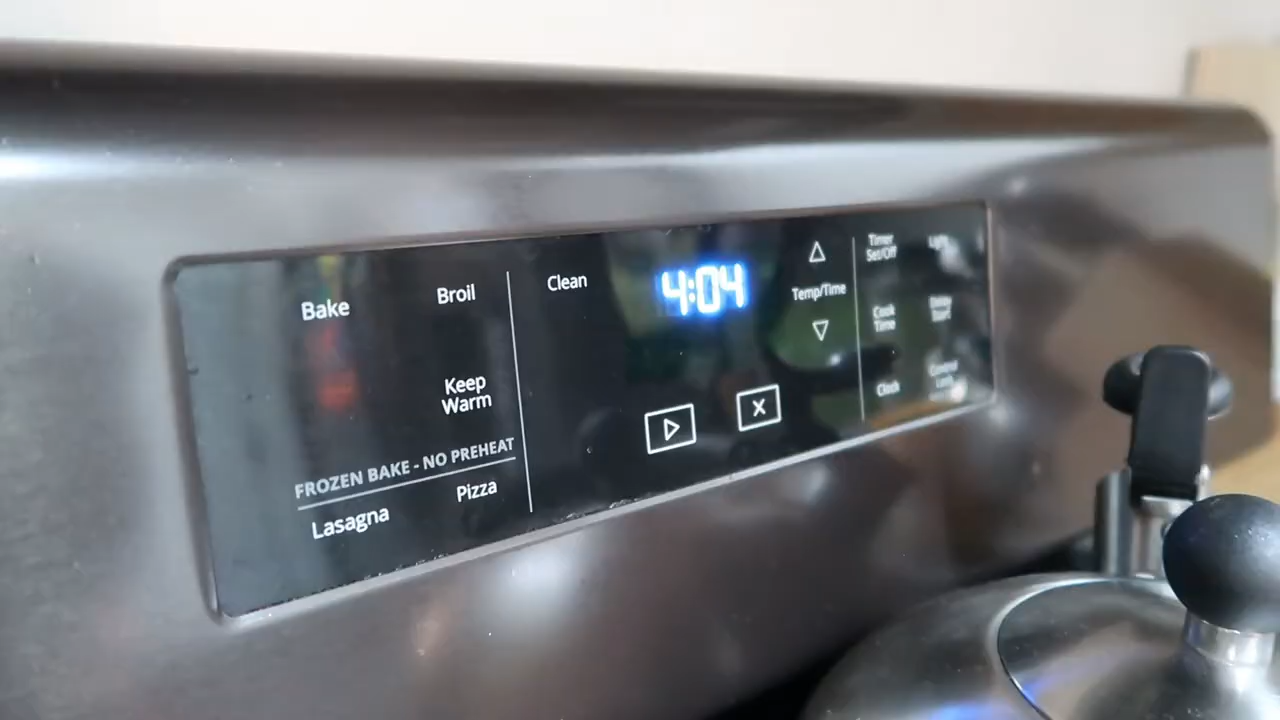 Bake
Broil
Keep
Warm
FROZEN BAKE - NO PREHEAT
Lasagna
Pizza
Clean
4:04
Temp/Time
Timer
Set/Off
Light
Cook
Time
Delay
Start
Clock
Control
Lock